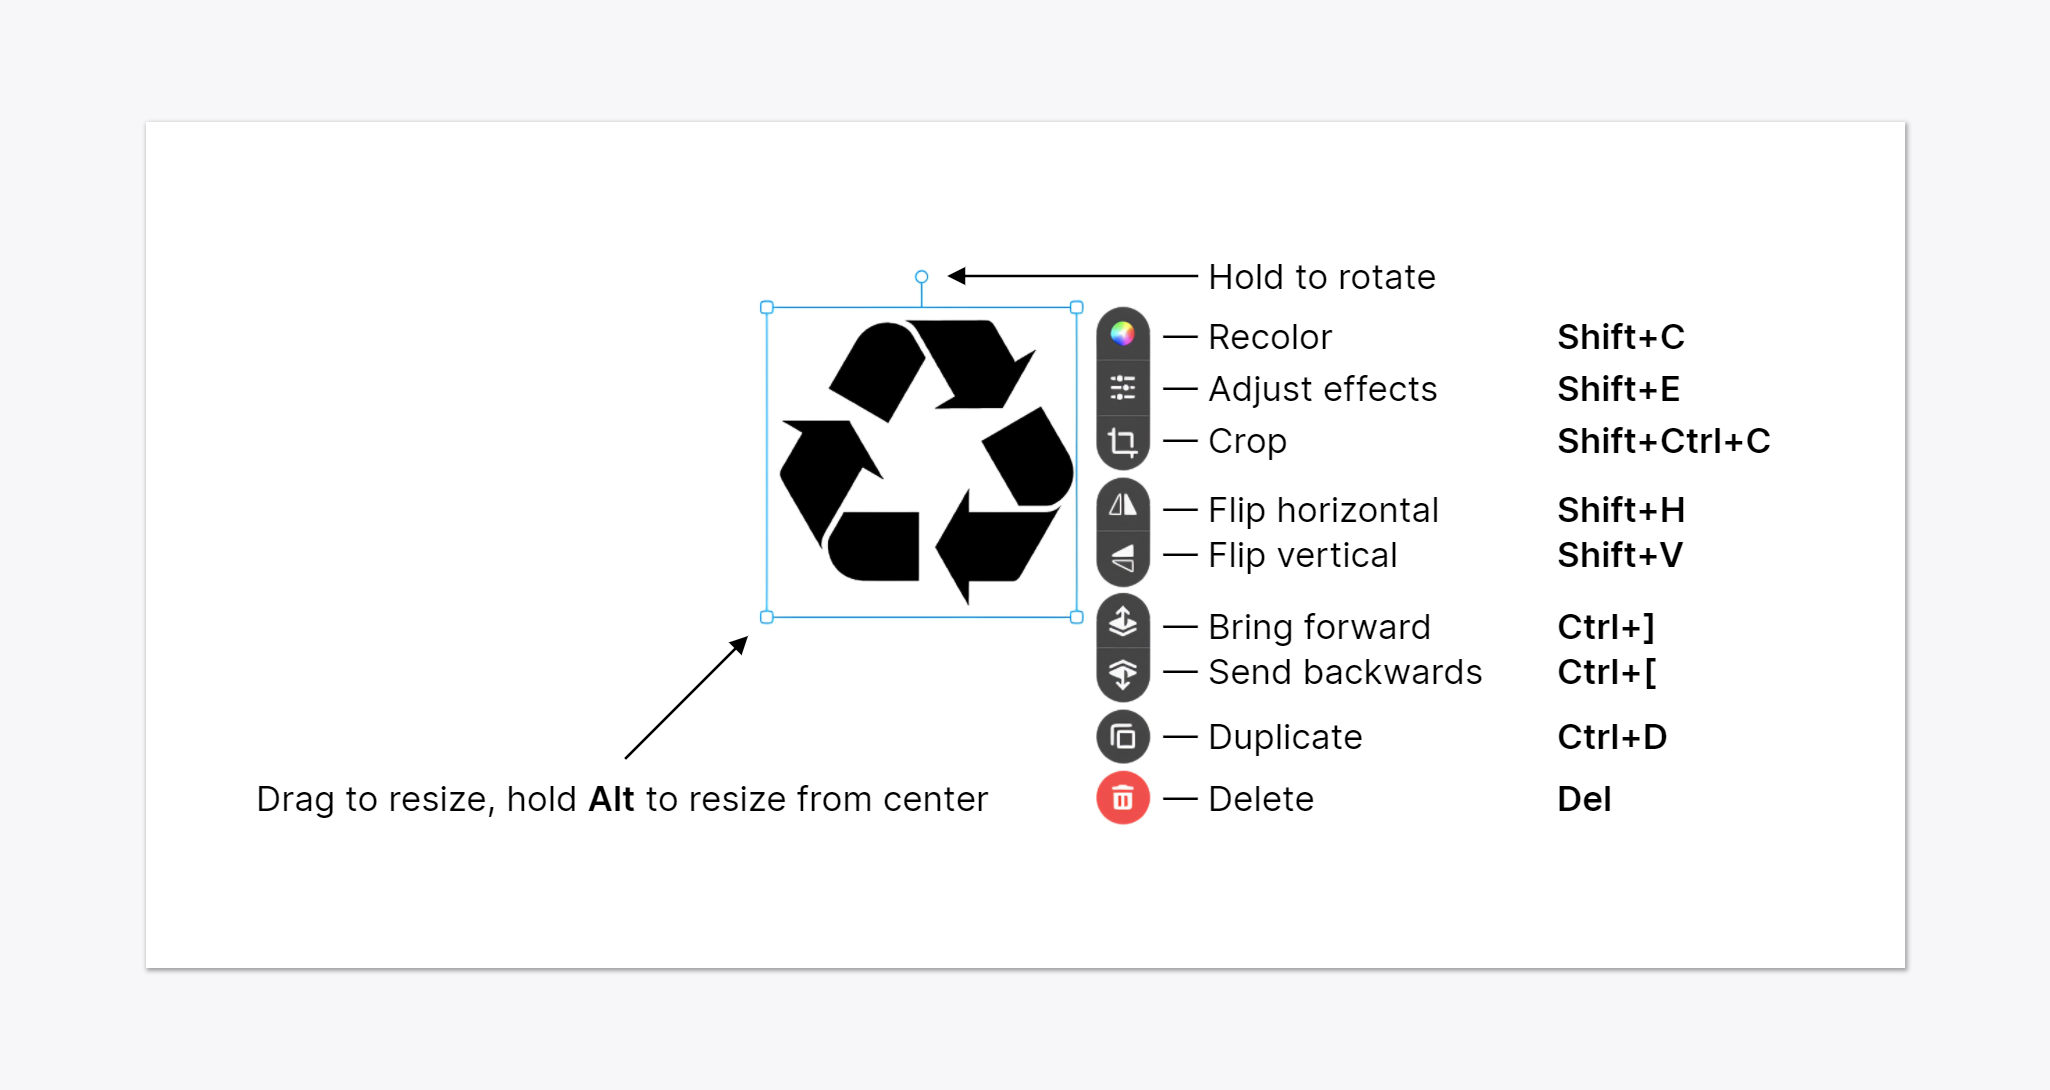 Hold to rotate
Recolor Shift+C
Adjust effects Shift+E
Crop Shift+Ctrl+C
Flip horizontal Shift+H
Flip vertical Shift+V
Bring forward Ctrl+]
Send backwards Ctrl+[
Duplicate Ctrl+D
Drag to resize, hold Alt to resize from center
Delete Del